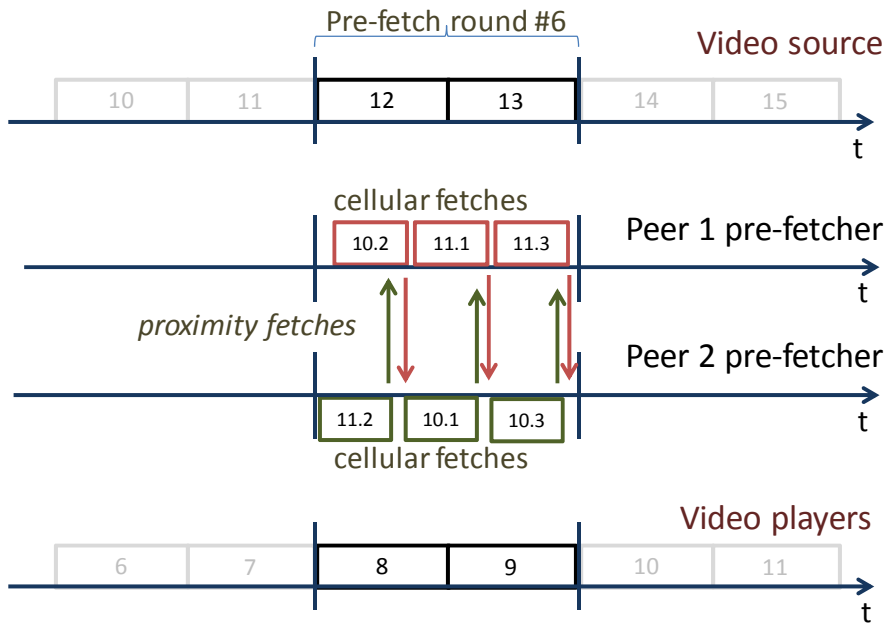 Pre-fetch round #6
Video source
10 11 12 13 14 15
t
cellular fetches
Peer 1 pre-fetcher
10.2 11.1 11.3
t
proximity fetches
Peer 2 pre-fetcher
11.2 10.1 10.3
t
cellular fetches
Video players
6 7 8 9 10 11
t